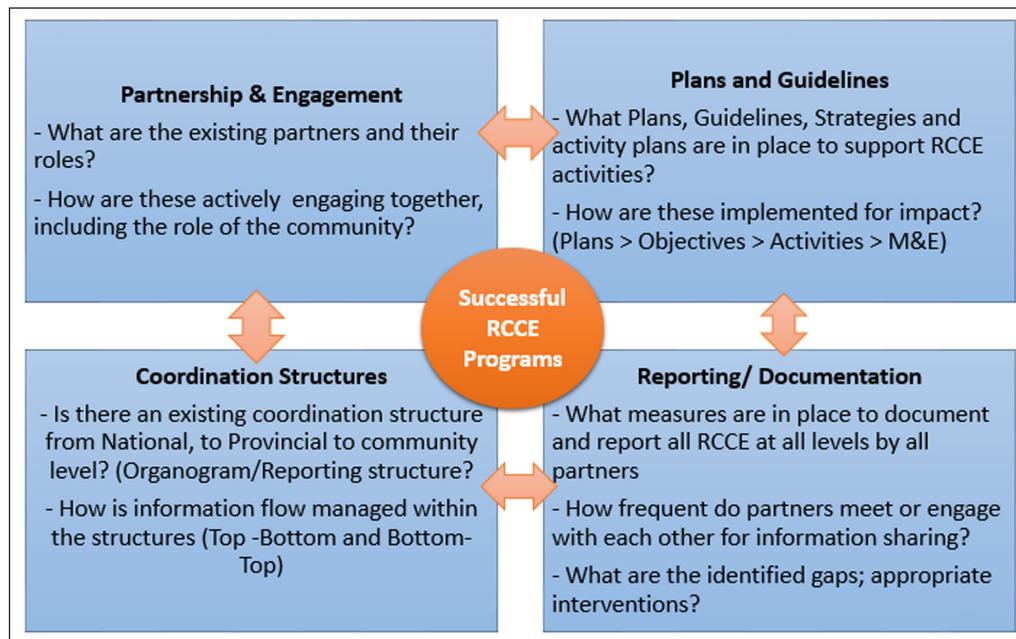 Partnership & Engagement
- What are the existing partners and their
roles?
- How are these actively engaging together,
including the role of the community?
Plans and Guidelines
- What Plans, Guidelines, Strategies and
activity plans are in place to support RCCE
activities?
- How are these implemented for impact?
(Plans > Objectives > Activities > M&E)
Successful
RCCE
Programs
Coordination Structures
- Is there an existing coordination structure
from National, to Provincial to community
level? (Organogram/Reporting structure?
- How is information flow managed within
the structures (Top -Bottom and Bottom-
Top)
Reporting/ Documentation
- What measures are in place to document
and report all RCCE at all levels by all
partners
- How frequent do partners meet or engage
with each other for information sharing?
- What are the identified gaps; appropriate
interventions?